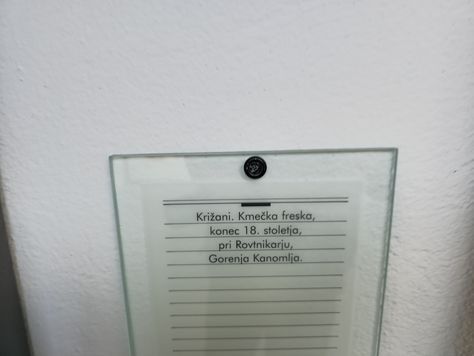 Križani. Kmečka freska,
konec 18. stoletja,
pri Rovtnikarju,
Gorenja Kanomlja.